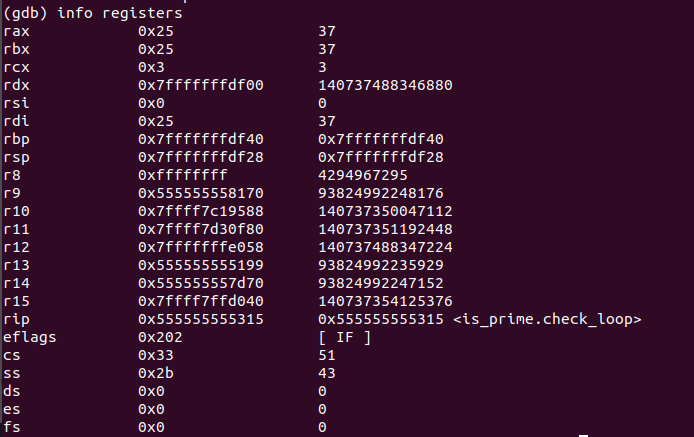 (gdb) info registers
rax 0x25 37
rbx 0x25 37
rcx 0x3 3
rdx 0x7fffffffdf00 140737488346880
rsi 0x0 0
rdi 0x25 37
rbp 0x7fffffffdf40 0x7fffffffdf40
rsp 0x7fffffffdf28 0x7fffffffdf28
r8 0xffffffff 4294967295
r9 0x555555558170 93824992248176
r10 0x7ffff7c19588 140737350047112
r11 0x7ffff7d30f80 140737351192448
r12 0x7fffffffe058 140737488347224
r13 0x555555555199 93824992235929
r14 0x555555557d70 93824992247152
r15 0x7ffff7ffd040 140737354125376
rip 0x555555555315 0x555555555315 <is_prime.check_loop>
eflags 0x202 [ IF ]
cs 0x33 51
ss 0x2b 43
ds 0x0 0
es 0x0 0
fs 0x0 0